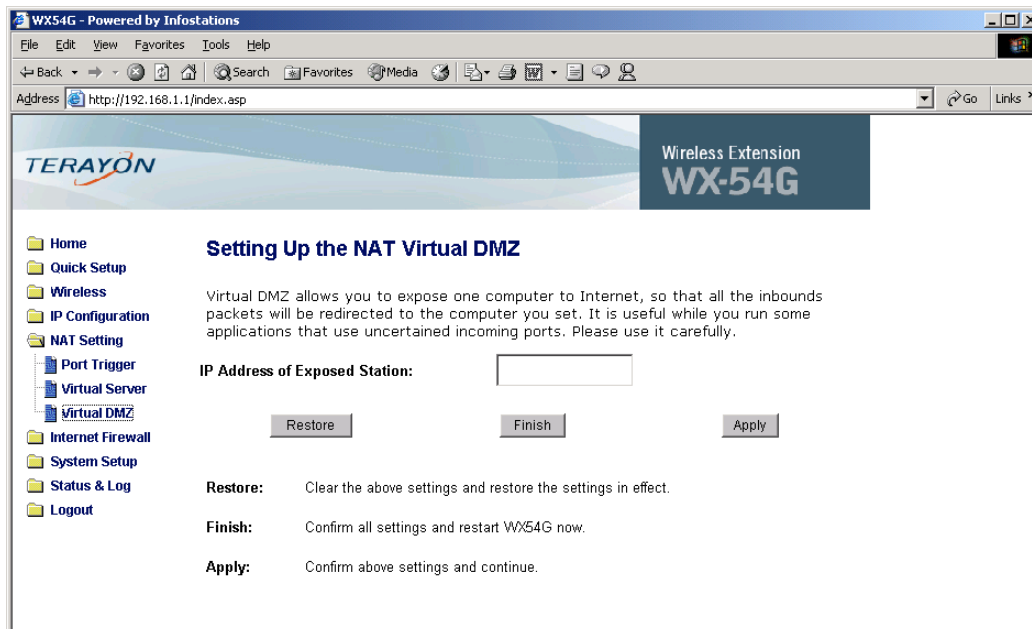 WX54G - Powered by Infostations
File Edit View Favorites Tools Help
Back Search Favorites Media
Address http://192.168.1.1/index.asp Go Links
TERAYON
Wireless Extension
WX-54G
Home
Quick Setup
Wireless
IP Configuration
NAT Setting
Port Trigger
Virtual Server
Virtual DMZ
Internet Firewall
System Setup
Status & Log
Logout
Setting Up the NAT Virtual DMZ
Virtual DMZ allows you to expose one computer to Internet, so that all the inbounds
packets will be redirected to the computer you set. It is useful while you run some
applications that use uncertained incoming ports. Please use it carefully.
IP Address of Exposed Station:
Restore Finish Apply
Restore: Clear the above settings and restore the settings in effect.
Finish: Confirm all settings and restart WX54G now.
Apply: Confirm above settings and continue.